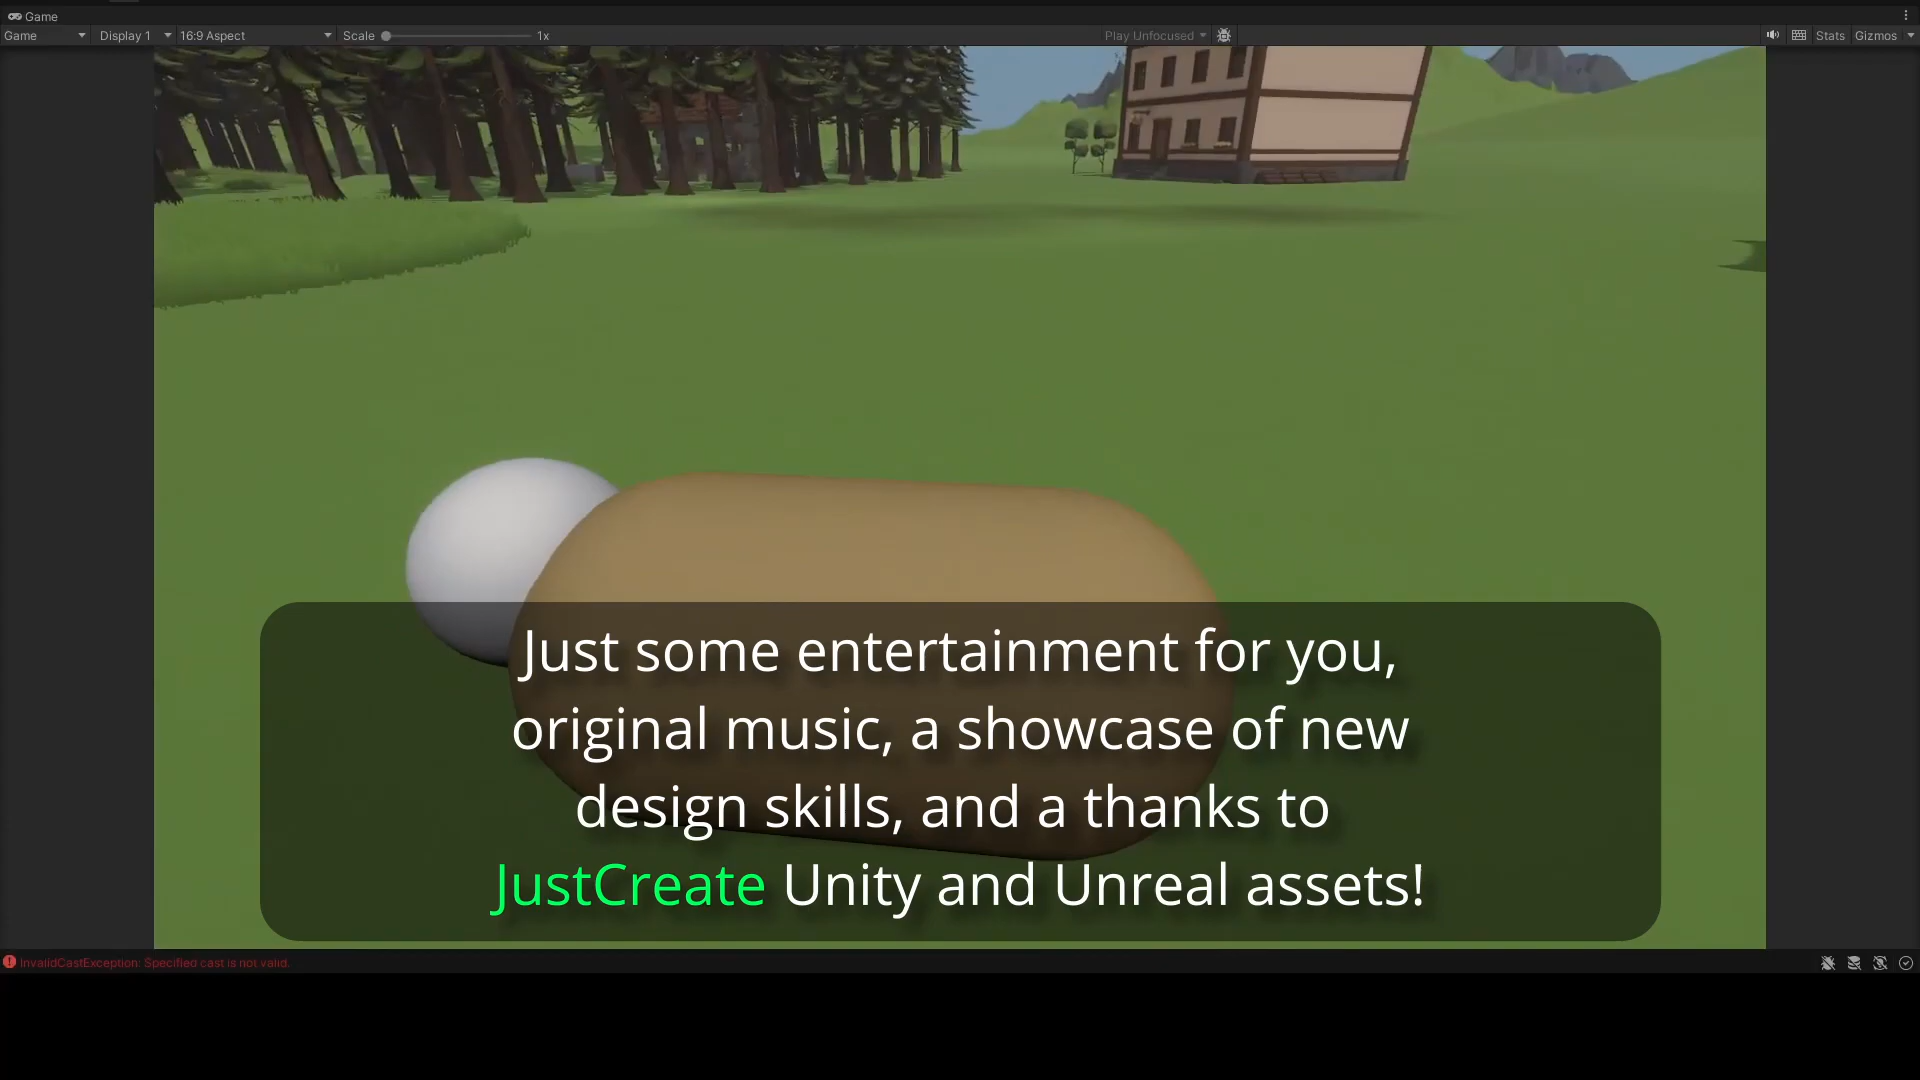 Game
Game Display 1 16:9 Aspect Scale 1x Play Unfocused Stats Gizmos
Just some entertainment for you,
original music, a showcase of new
design skills, and a thanks to
JustCreate Unity and Unreal assets!
InvalidCastException: Specified cast is not valid.